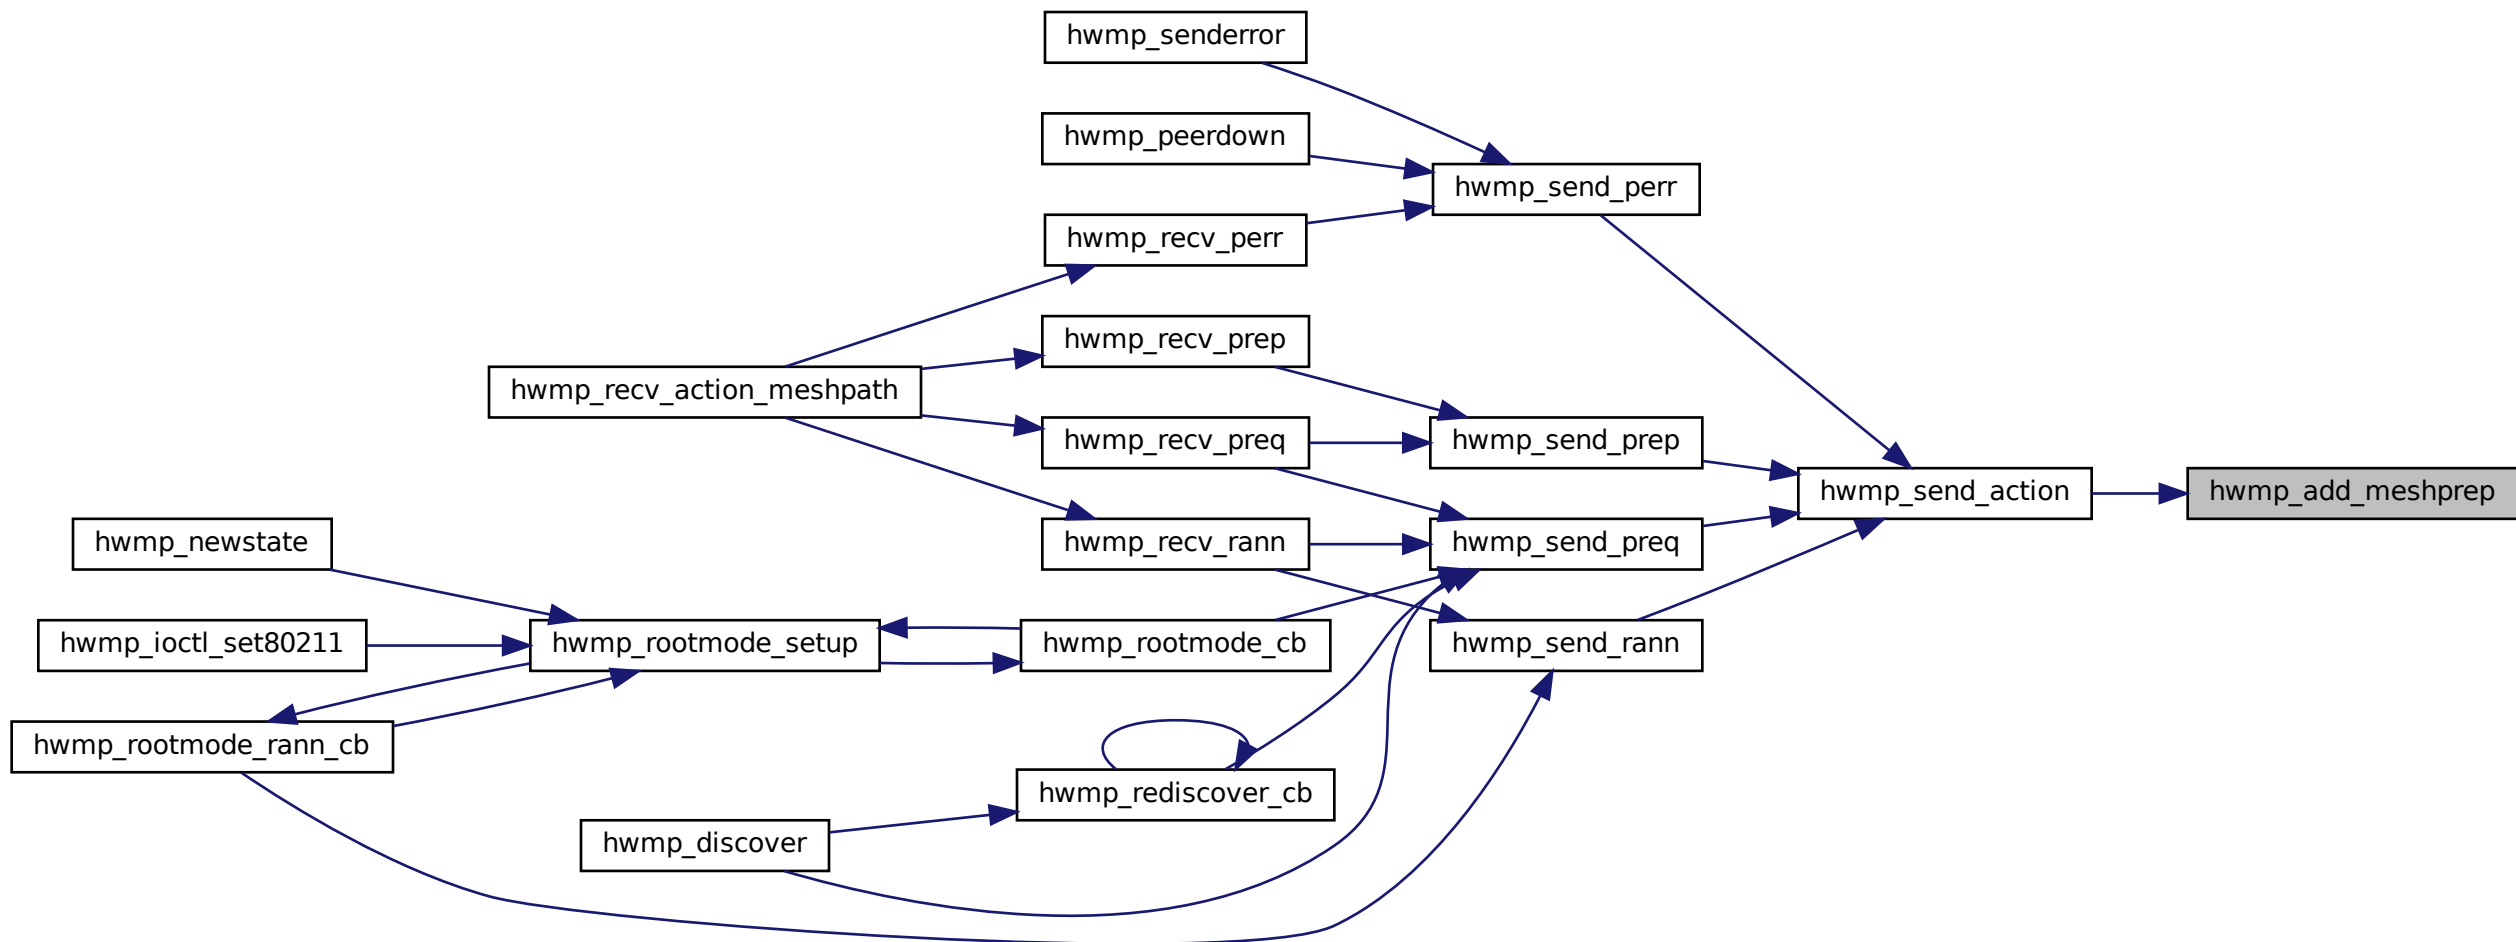 hwmp_senderror
hwmp_peerdown
hwmp_send_perr
hwmp_recv_perr
hwmp_recv_prep
hwmp_recv_action_meshpath
hwmp_recv_preq
hwmp_send_prep
hwmp_send_action
hwmp_add_meshprep
hwmp_newstate
hwmp_recv_rann
hwmp_send_preq
hwmp_ioctl_set80211
hwmp_rootmode_setup
hwmp_rootmode_cb
hwmp_send_rann
hwmp_rootmode_rann_cb
hwmp_rediscover_cb
hwmp_discover